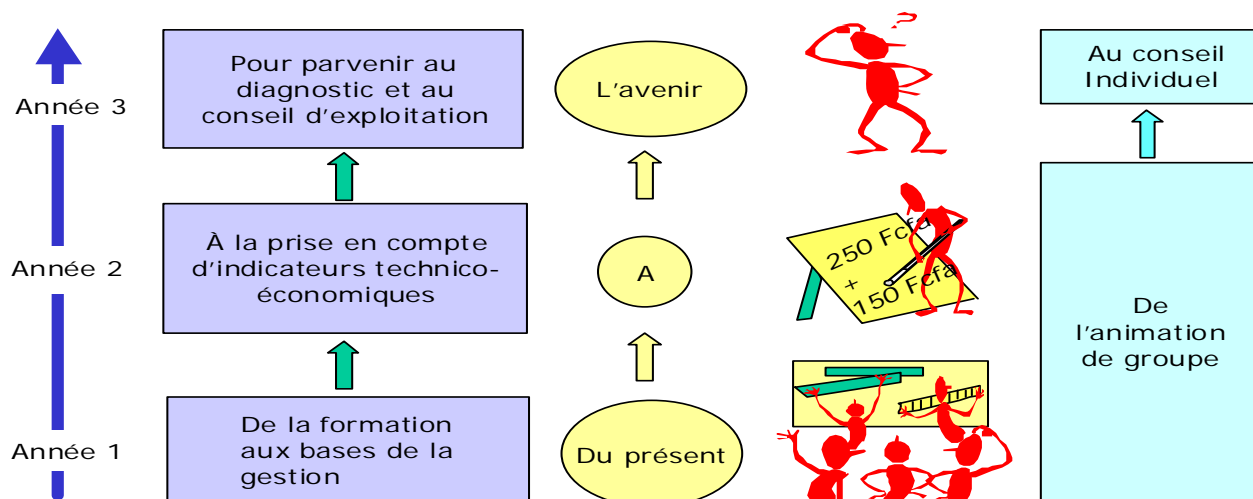 Année 3
Pour parvenir au
diagnostic et au
conseil d'exploitation
L'avenir
?
Au conseil
Individuel
Année 2
À la prise en compte
d'indicateurs technico-
économiques
A
250 Fcfa
+
150 Fcfa
De
l'animation
de groupe
Année 1
De la formation
aux bases de la
gestion
Du présent